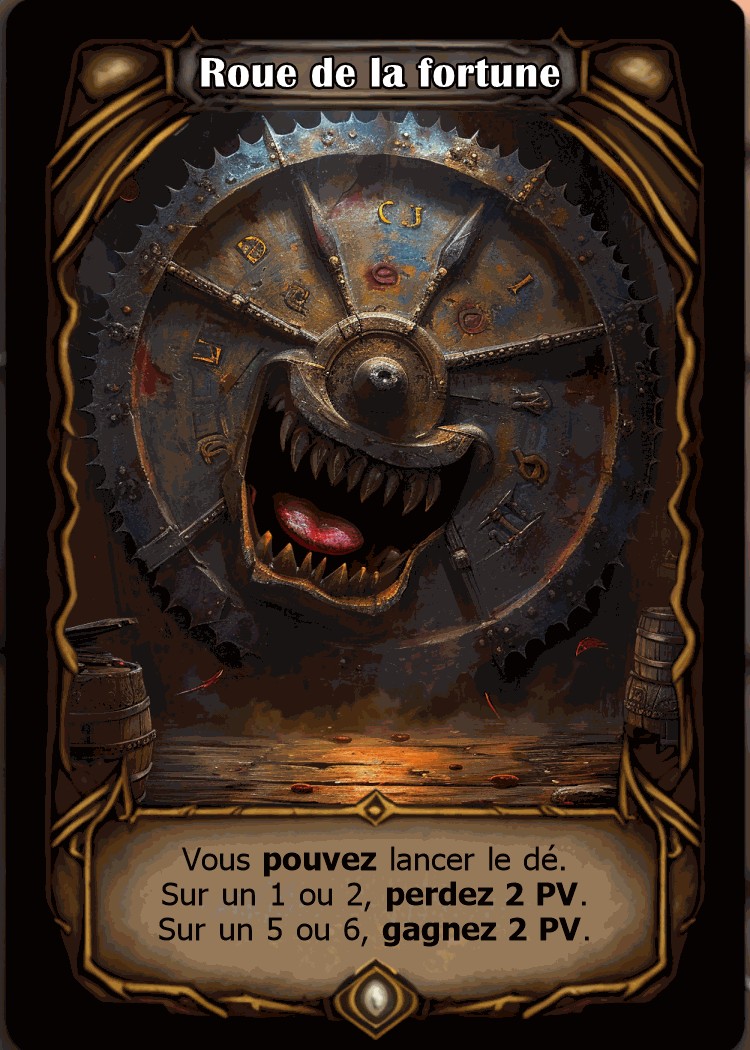 Roue de la fortune
Vous pouvez lancer le dé.
Sur un 1 ou 2, perdez 2 PV.
Sur un 5 ou 6, gagnez 2 PV.